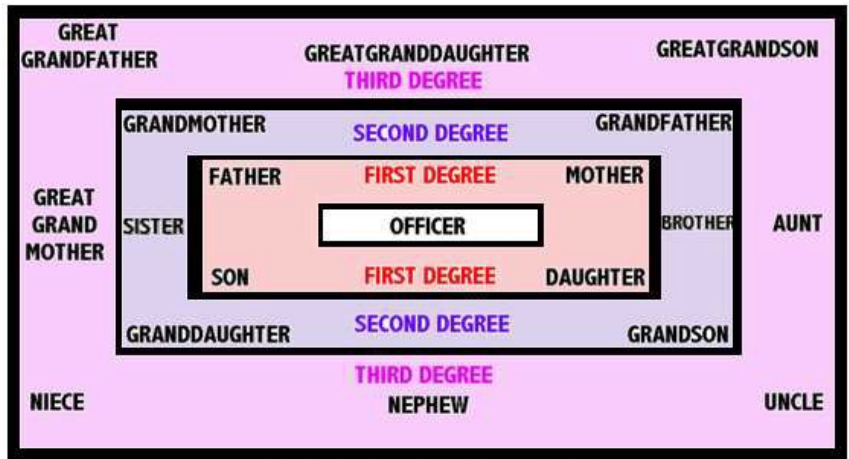 GREAT
GRANDFATHER
GREATGRANDDAUGHTER
GREATGRANDSON
THIRD DEGREE
GRANDMOTHER
SECOND DEGREE
GRANDFATHER
FATHER
FIRST DEGREE
MOTHER
GREAT
GRAND
MOTHER
SISTER
OFFICER
BROTHER
AUNT
SON
FIRST DEGREE
DAUGHTER
GRANDDAUGHTER
SECOND DEGREE
GRANDSON
THIRD DEGREE
NIECE
NEPHEW
UNCLE